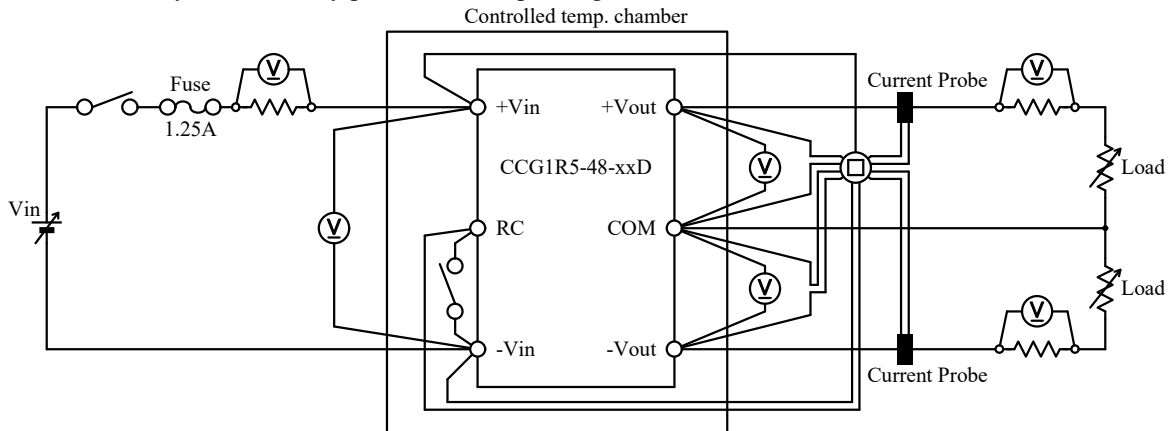 Controlled temp. chamber
V
V
Fuse
Current Probe
1.25A
+Vin
+Vout
CCG1R5-48-xxD
V
Load
Vin
V
RC
COM
V
Load
V
-Vin
-Vout
Current Probe